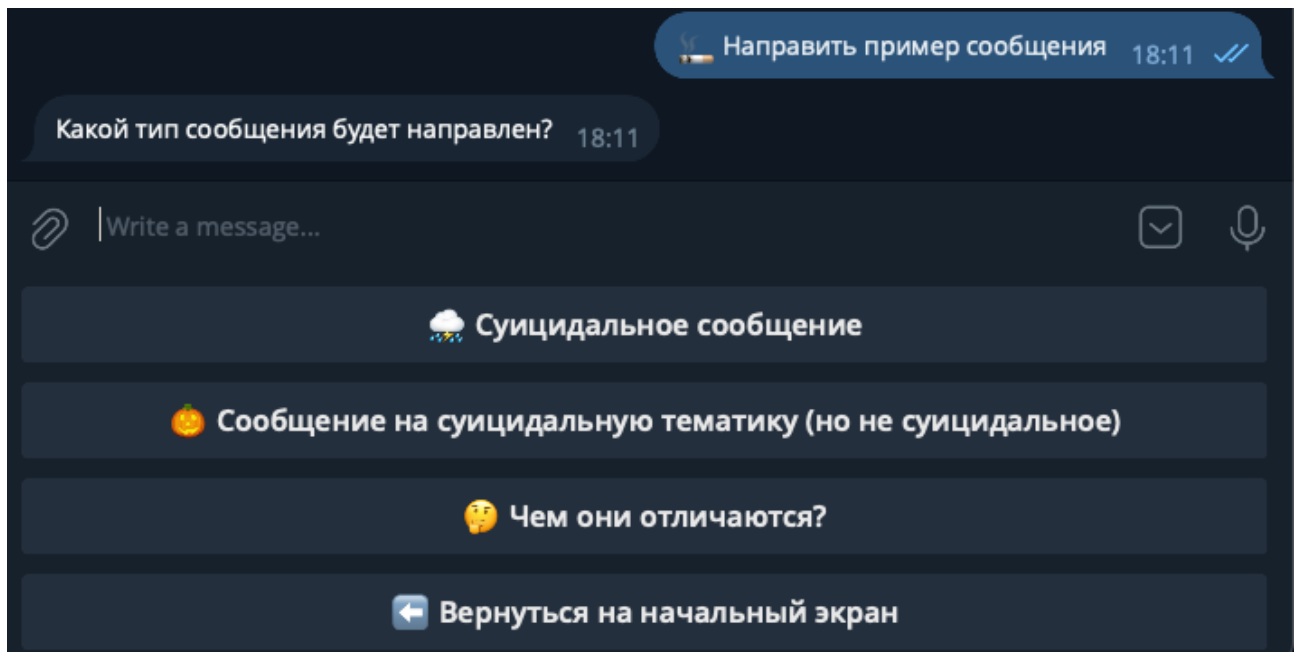 🚬 Направить пример сообщения 18:11
Какой тип сообщения будет направлен? 18:11
Write a message...
🌧 Суицидальное сообщение
🎃 Сообщение на суицидальную тематику (но не суицидальное)
🤔 Чем они отличаются?
⬅️ Вернуться на начальный экран